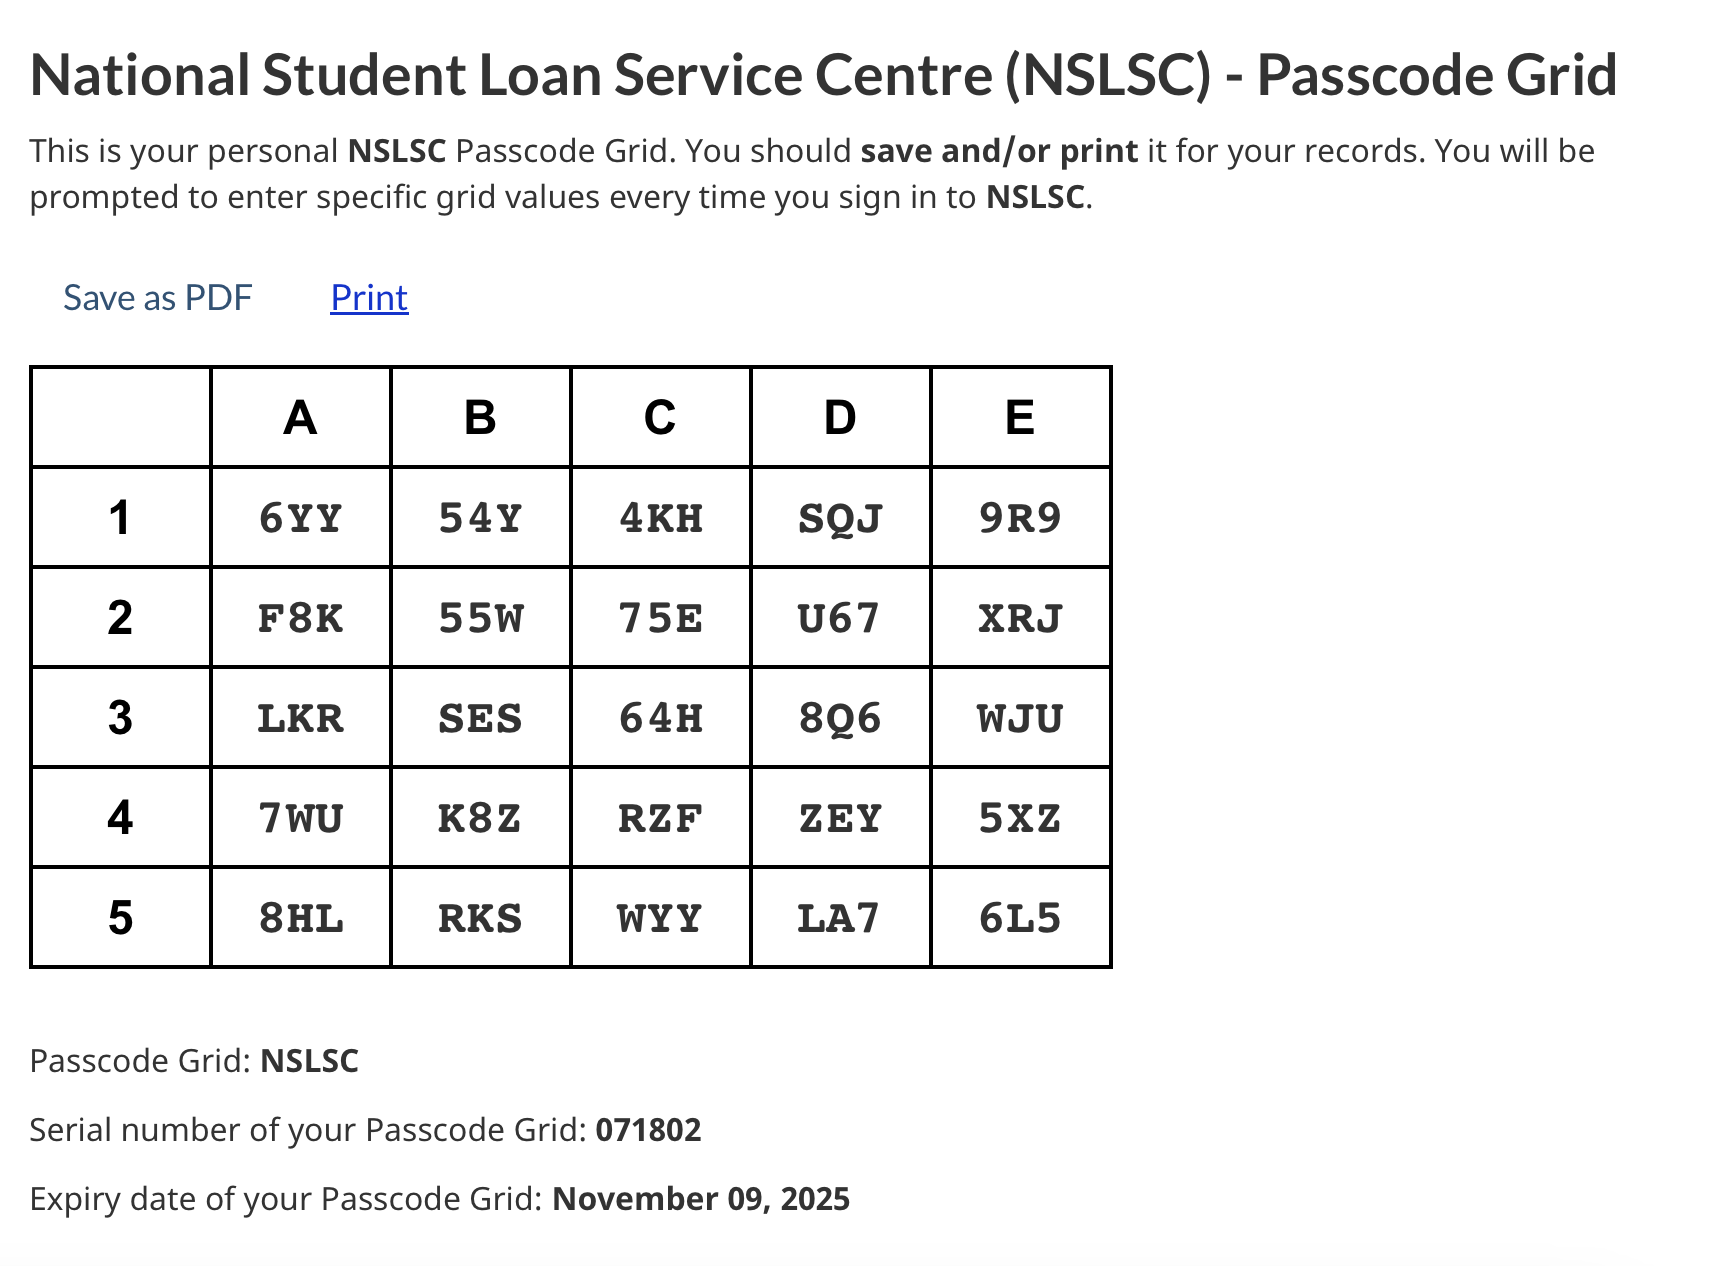 National Student Loan Service Centre (NSLSC) - Passcode Grid
This is your personal NSLSC Passcode Grid. You should save and/or print it for your records. You will be
prompted to enter specific grid values every time you sign in to NSLSC.
Save as PDF Print
A B C D E
1 6YY 54Y 4KH SQJ 9R9
2 F8K 55W 75E U67 XRJ
3 LKR SES 64H 8Q6 WJU
4 7WU K8Z RZF ZEY 5XZ
5 8HL RKS WYY LA7 6L5
Passcode Grid: NSLSC
Serial number of your Passcode Grid: 071802
Expiry date of your Passcode Grid: November 09, 2025